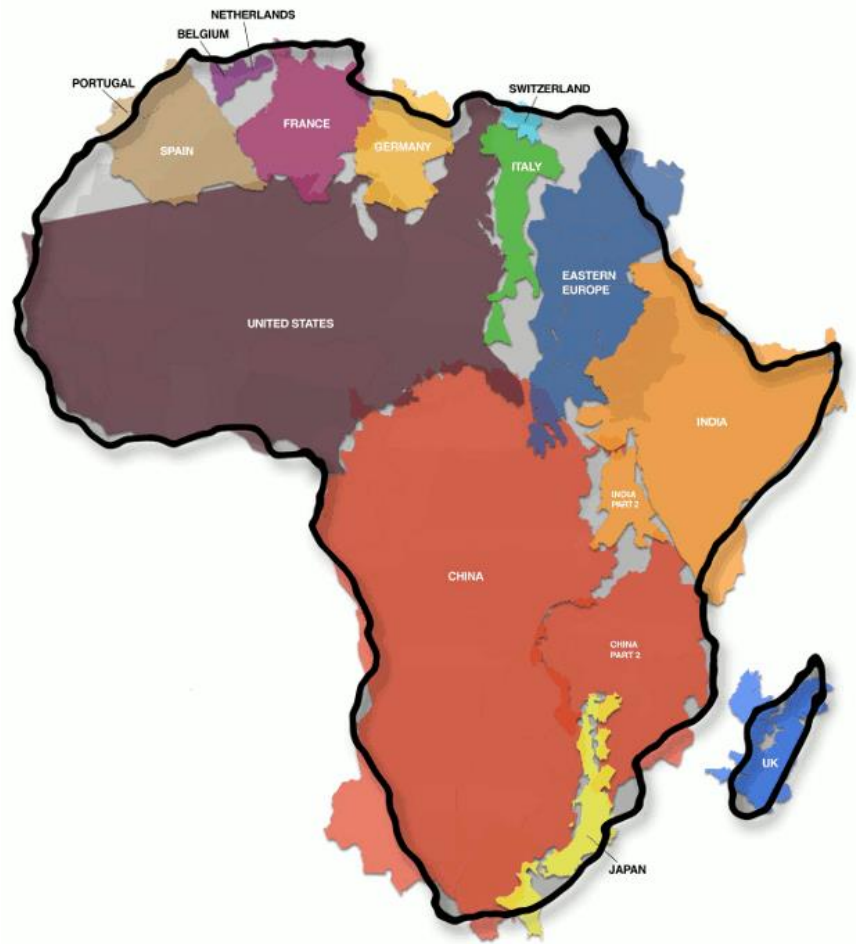 NETHERLANDS
BELGIUM
PORTUGAL
SWITZERLAND
FRANCE
GERMANY
SPAIN
ITALY
EASTERN
EUROPE
UNITED STATES
INDIA
INDIA
PART 2
CHINA
CHINA
PART 2
UK
JAPAN